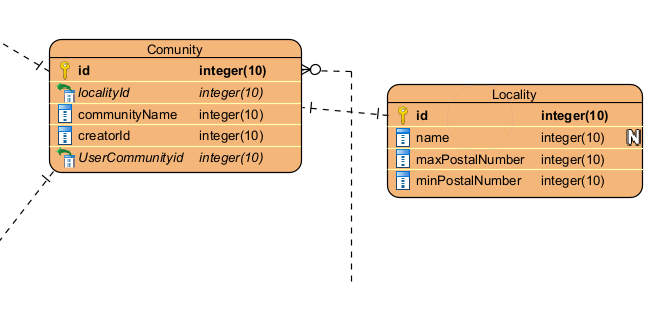 Comunity
id integer(10)
localityId integer(10)
communityName integer(10)
creatorId integer(10)
UserCommunityid integer(10)
Locality
id integer(10)
name integer(10) N
maxPostalNumber integer(10)
minPostalNumber integer(10)